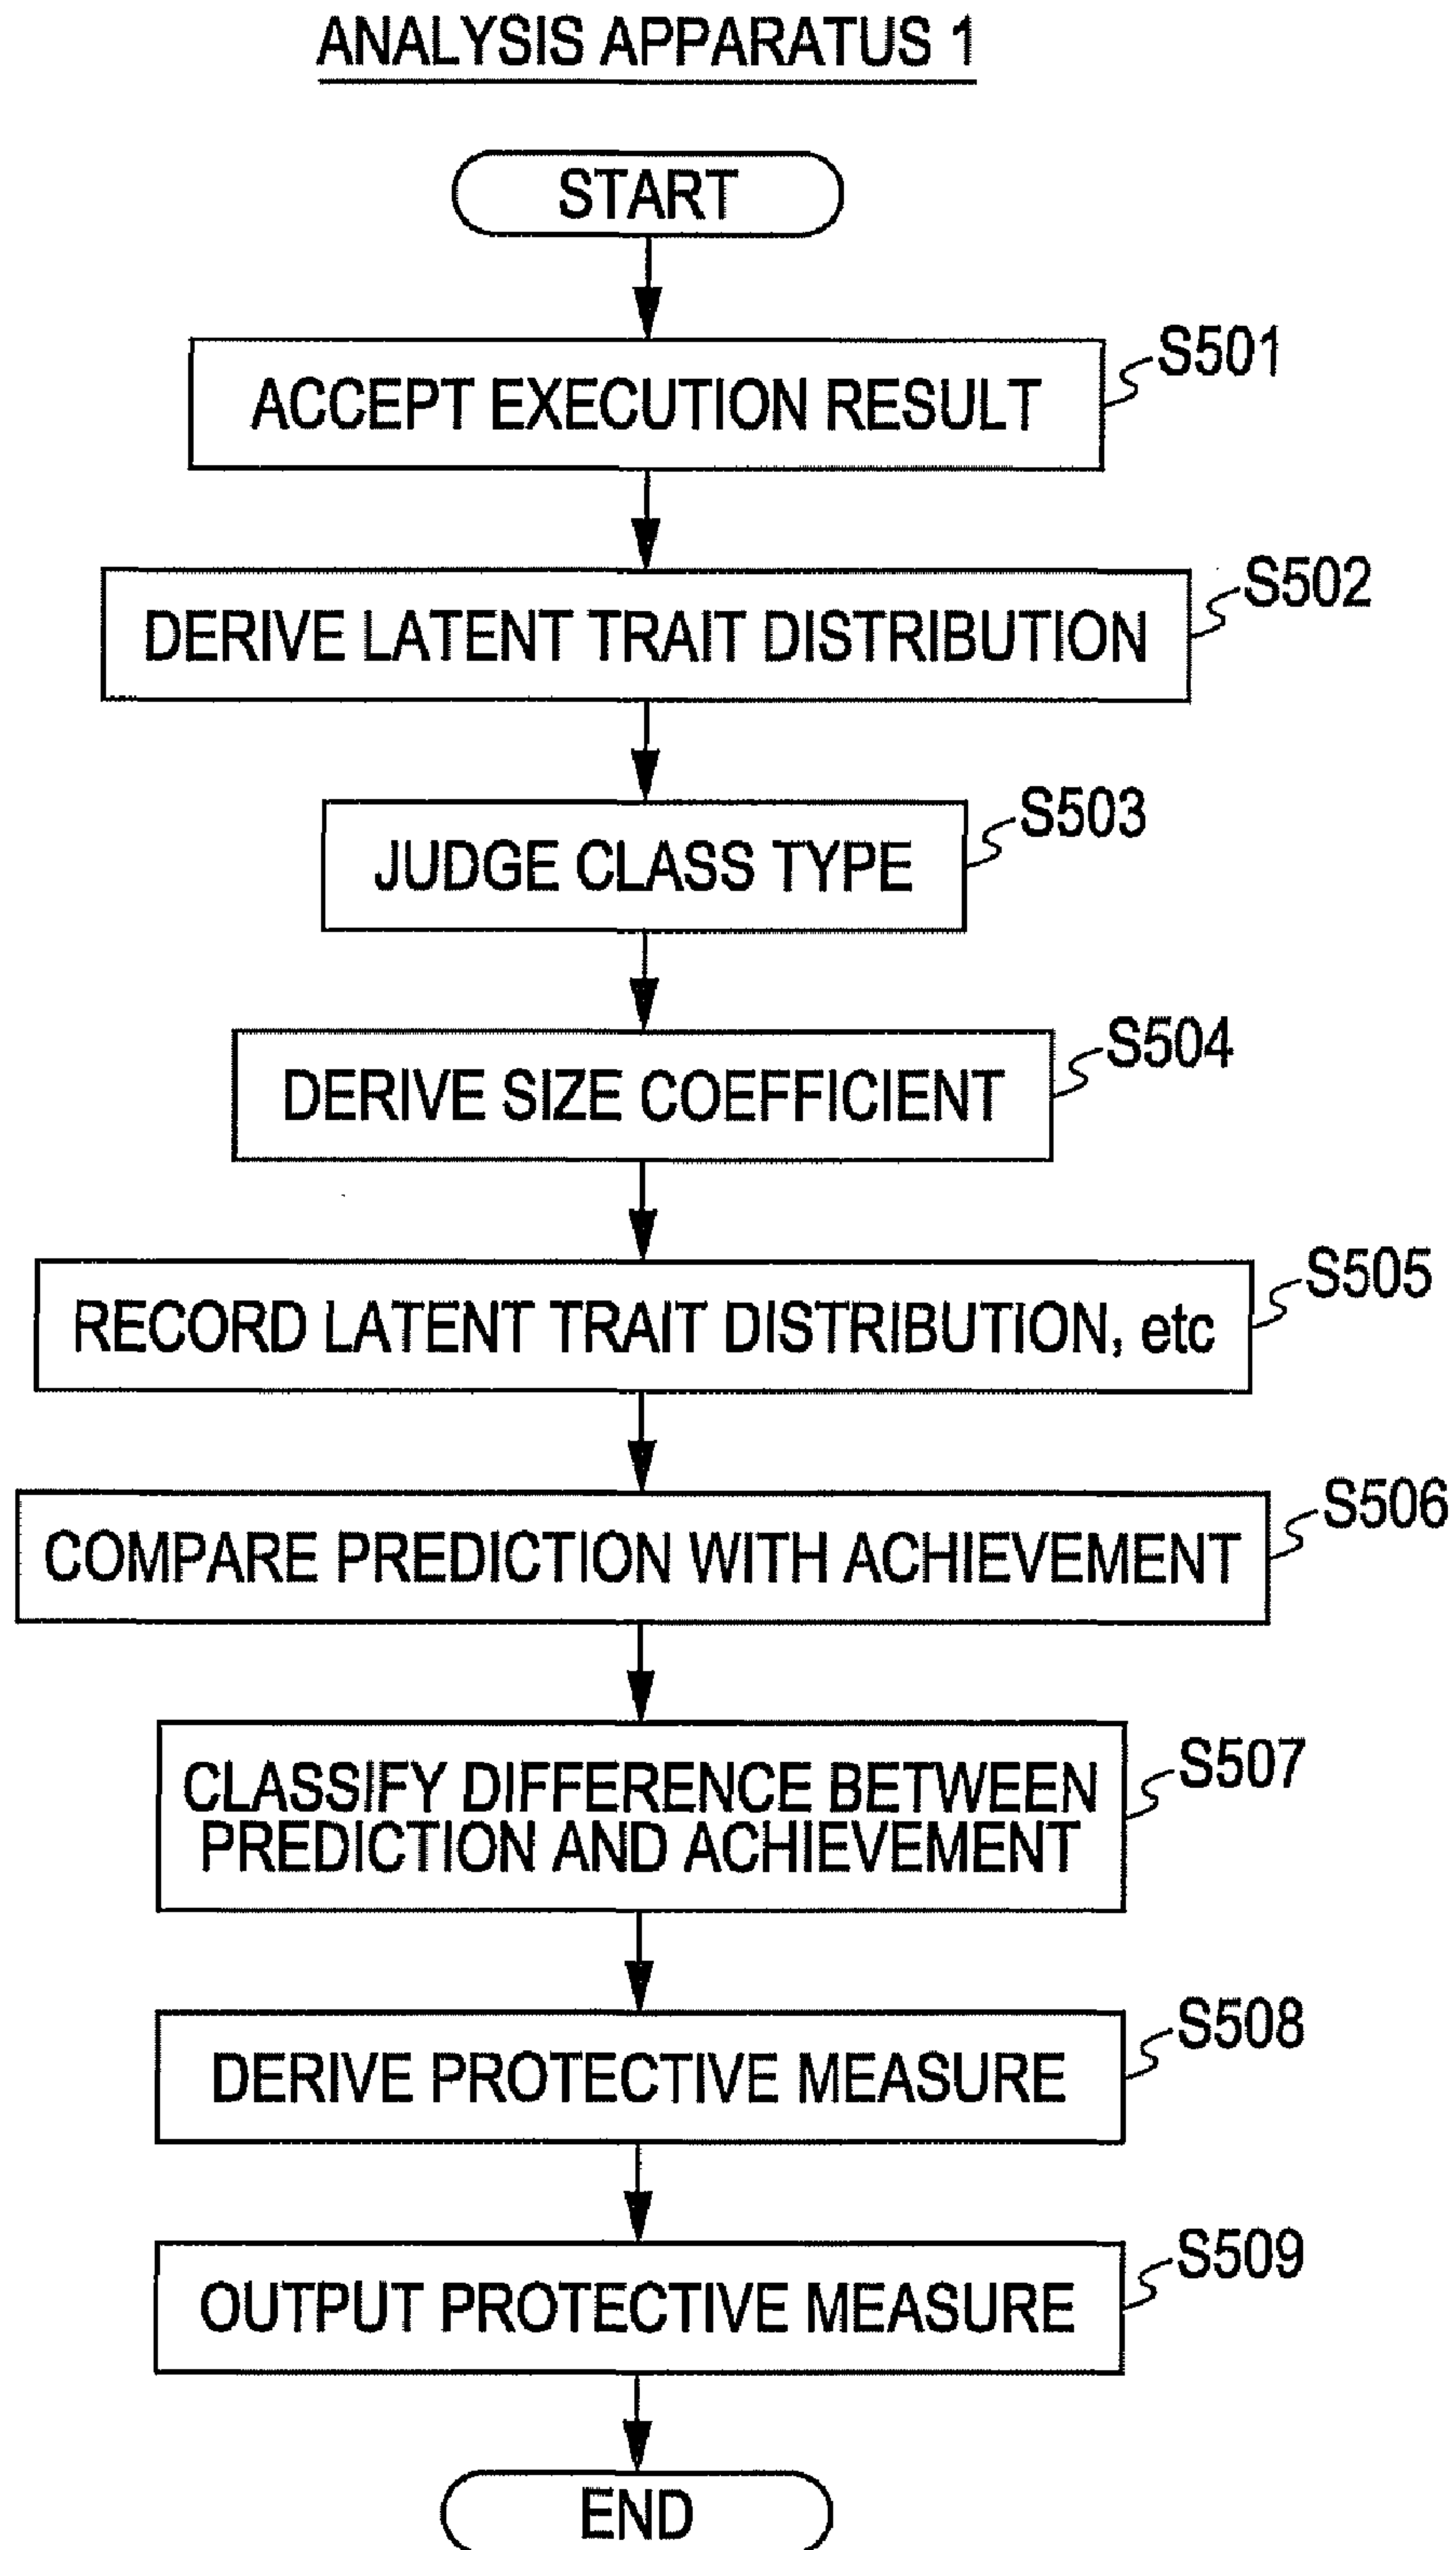 ANALYSIS APPARATUS 1
START
S501
ACCEPT EXECUTION RESULT
S502
DERIVE LATENT TRAIT DISTRIBUTION
S503
JUDGE CLASS TYPE
S504
DERIVE SIZE COEFFICIENT
S505
RECORD LATENT TRAIT DISTRIBUTION, etc
S506
COMPARE PREDICTION WITH ACHIEVEMENT
S507
CLASSIFY DIFFERENCE BETWEEN
PREDICTION AND ACHIEVEMENT
S508
DERIVE PROTECTIVE MEASURE
S509
OUTPUT PROTECTIVE MEASURE
END